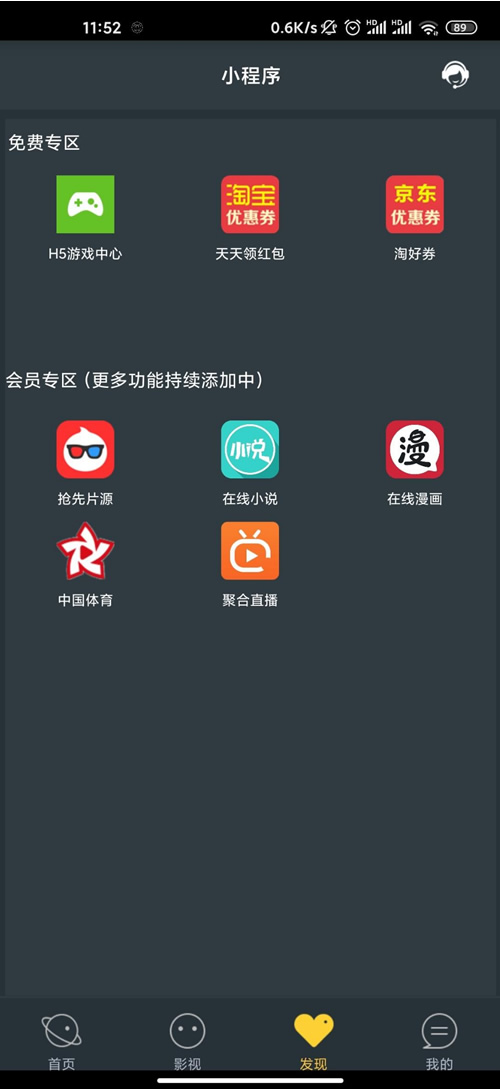 11:52 0.6K/s HD HD 89
小程序
免费专区
淘宝 京东
优惠券 优惠券
H5游戏中心 天天领红包 淘好券
会员专区（更多功能持续添加中）
小说 漫
抢先片源 在线小说 在线漫画
中国体育 聚合直播
首页 影视 发现 我的